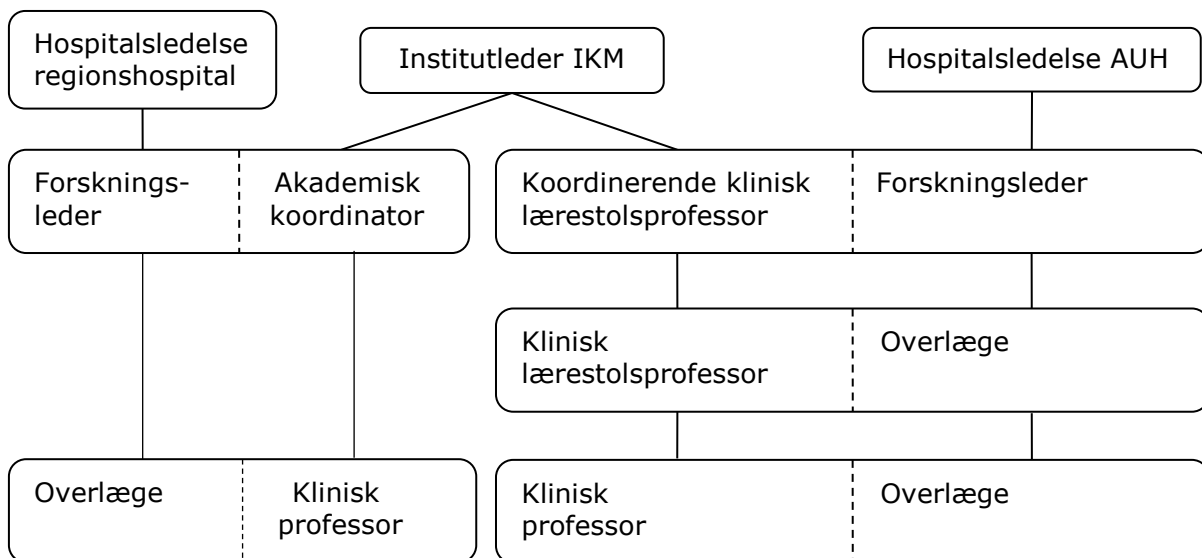 Hospitalsledelse
regionshospital
Institutleder IKM
Hospitalsledelse AUH
Forsknings-
leder
Akademisk
koordinator
Koordinerende klinisk
lærestolsprofessor
Forskningsleder
Klinisk
lærestolsprofessor
Overlæge
Overlæge
Klinisk
professor
Klinisk
professor
Overlæge